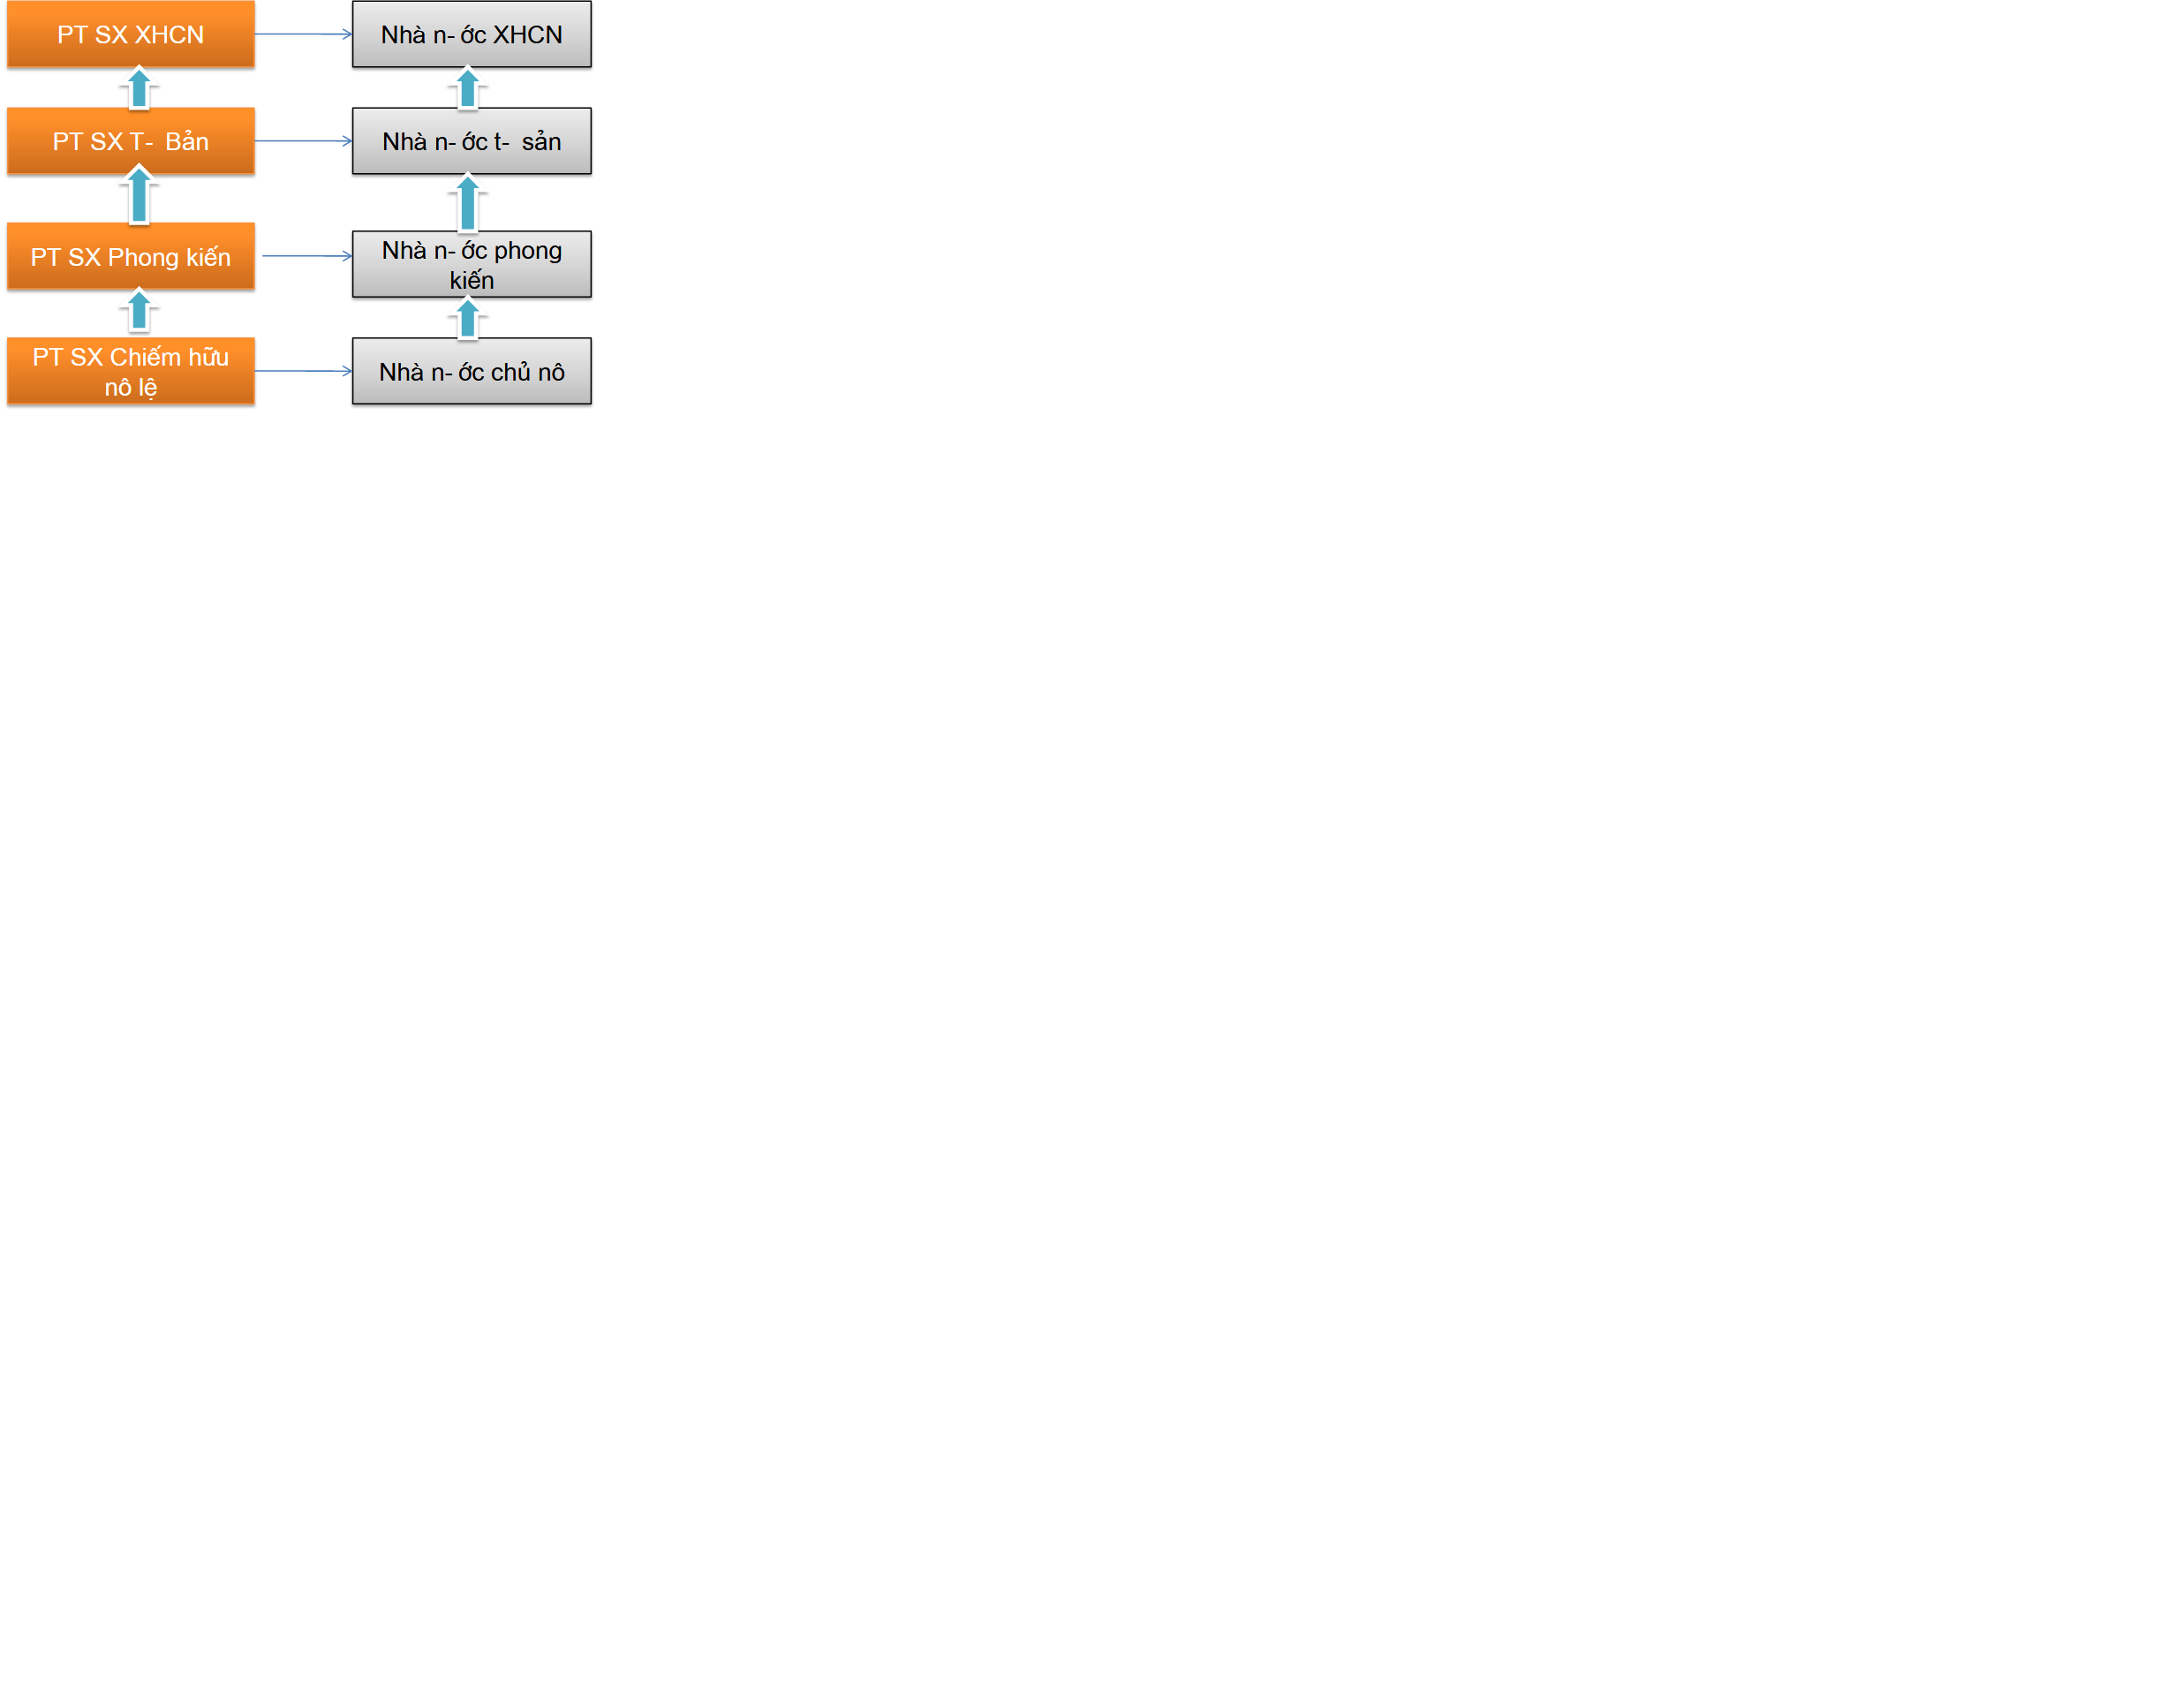 PT SX XHCN
Nhà n- ớc XHCN
PT SX T- Bản
Nhà n- ớc t- sản
PT SX Phong kiến
Nhà n- ớc phong
kiến
PT SX Chiếm hữu
nô lệ
Nhà n- ớc chủ nô